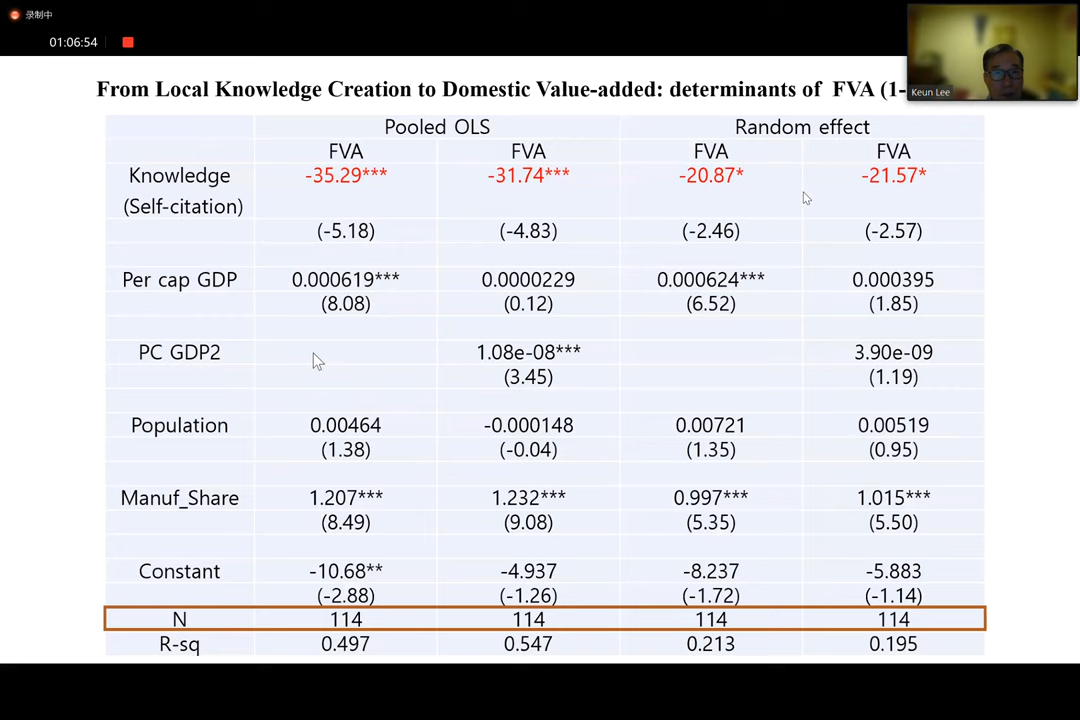 录制中
01:06:54
Keun Lee
From Local Knowledge Creation to Domestic Value-added: determinants of FVA (1-
Pooled OLS Random effect
FVA FVA FVA FVA
Knowledge -35.29*** -31.74*** -20.87* -21.57*
(Self-citation)
(-5.18) (-4.83) (-2.46) (-2.57)
Per cap GDP 0.000619*** 0.0000229 0.000624*** 0.000395
(8.08) (0.12) (6.52) (1.85)
PC GDP2 1.08e-08*** 3.90e-09
(3.45) (1.19)
Population 0.00464 -0.000148 0.00721 0.00519
(1.38) (-0.04) (1.35) (0.95)
Manuf_Share 1.207*** 1.232*** 0.997*** 1.015***
(8.49) (9.08) (5.35) (5.50)
Constant -10.68** -4.937 -8.237 -5.883
(-2.88) (-1.26) (-1.72) (-1.14)
N 114 114 114 114
R-sq 0.497 0.547 0.213 0.195